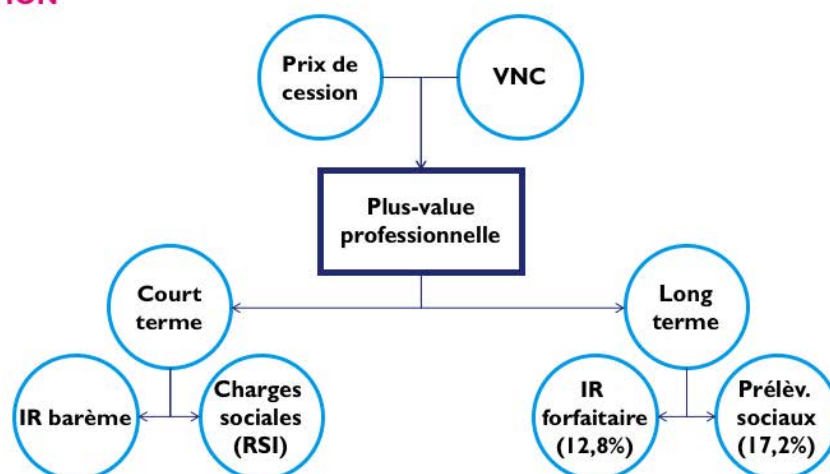 Prix de
cession
VNC
Plus-value
professionnelle
Court
terme
Long
terme
IR barème
Charges
sociales
(RSI)
IR
forfaitaire
(12,8%)
Prélèv.
sociaux
(17,2%)